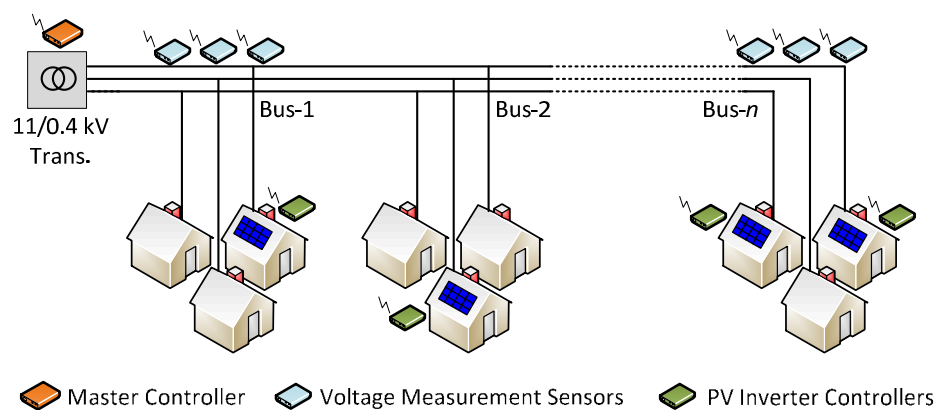 Bus-1
Bus-2
Bus-n
11/0.4 kV
Trans.
Master Controller
Voltage Measurement Sensors
PV Inverter Controllers